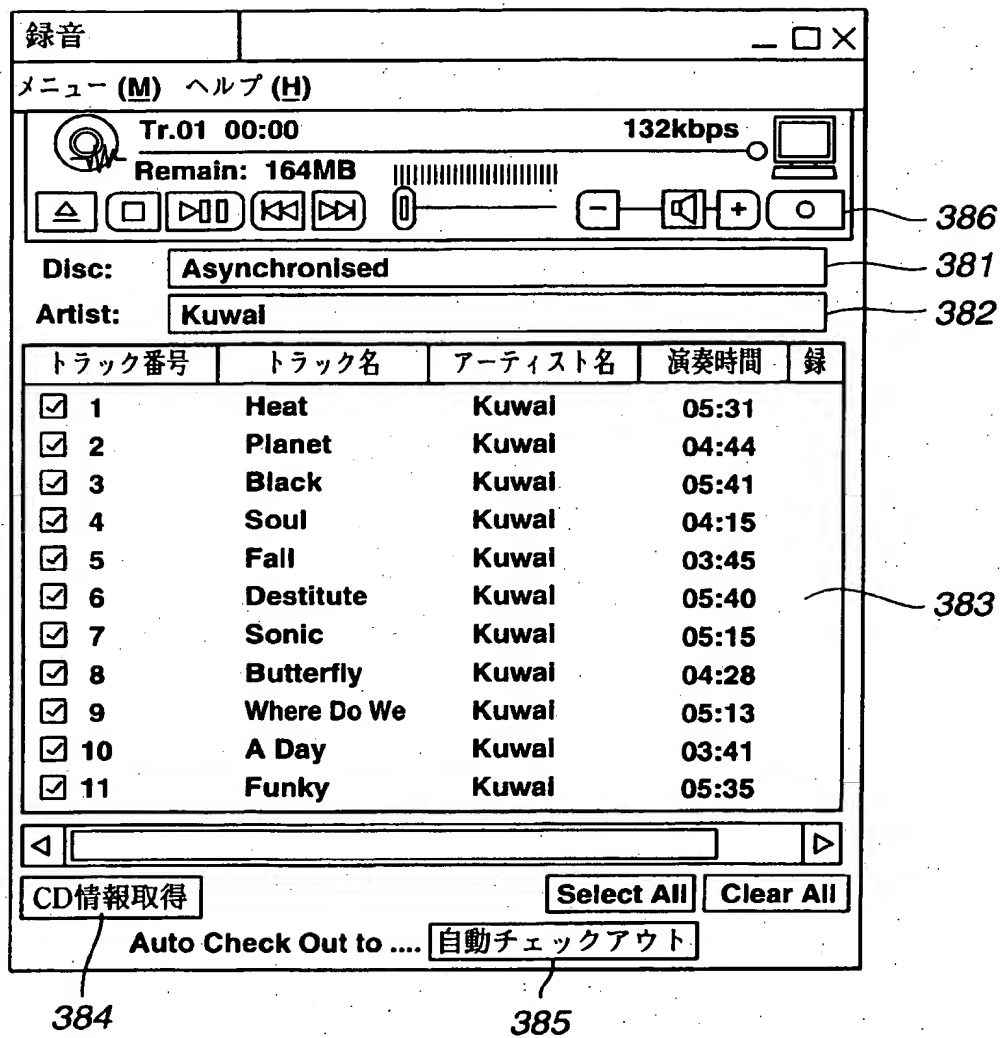 録音
メニュー (M) ヘルプ (H)
Tr.01 00:00 132kbps
Remain: 164MB
386
Disc: Asynchronised 381
Artist: Kuwai 382
トラック番号 トラック名 アーティスト名 演奏時間 録
1 Heat Kuwai 05:31
2 Planet Kuwai 04:44
3 Black Kuwai 05:41
4 Soul Kuwai 04:15
5 Fall Kuwai 03:45
6 Destitute Kuwai 05:40 383
7 Sonic Kuwai 05:15
8 Butterfly Kuwai 04:28
9 Where Do We Kuwai 05:13
10 A Day Kuwai 03:41
11 Funky Kuwai 05:35
CD情報取得 Select All Clear All
Auto Check Out to .... 自動チェックアウト
384 385